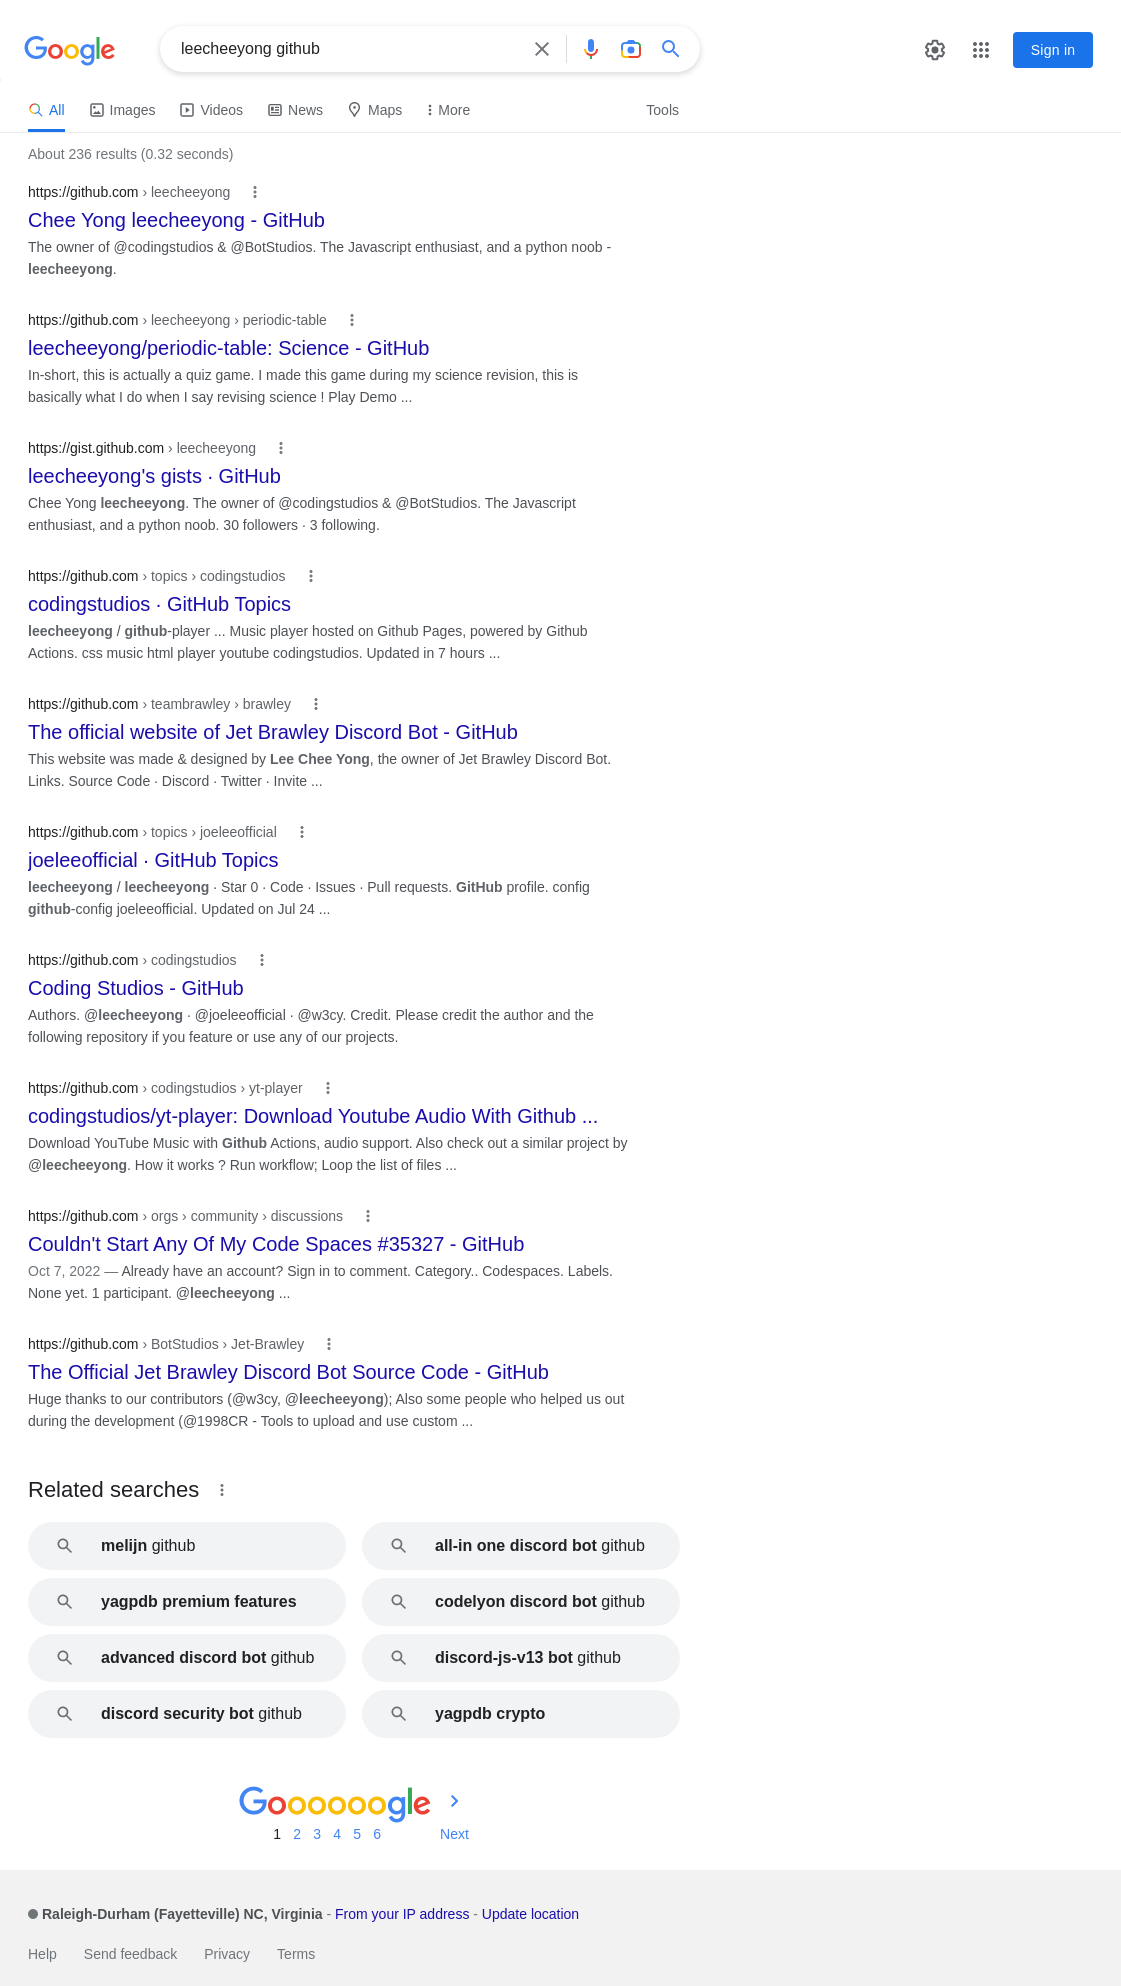 Google
leecheeyong github
Sign in
All
Images
Videos
News
Maps
More
Tools
About 236 results (0.32 seconds)
https://github.com › leecheeyong
Chee Yong leecheeyong - GitHub
The owner of @codingstudios & @BotStudios. The Javascript enthusiast, and a python noob -
leecheeyong.
https://github.com › leecheeyong › periodic-table
leecheeyong/periodic-table: Science - GitHub
In-short, this is actually a quiz game. I made this game during my science revision, this is
basically what I do when I say revising science ! Play Demo ...
https://gist.github.com › leecheeyong
leecheeyong's gists · GitHub
Chee Yong leecheeyong. The owner of @codingstudios & @BotStudios. The Javascript
enthusiast, and a python noob. 30 followers · 3 following.
https://github.com › topics › codingstudios
codingstudios · GitHub Topics
leecheeyong / github-player ... Music player hosted on Github Pages, powered by Github
Actions. css music html player youtube codingstudios. Updated in 7 hours ...
https://github.com › teambrawley › brawley
The official website of Jet Brawley Discord Bot - GitHub
This website was made & designed by Lee Chee Yong, the owner of Jet Brawley Discord Bot.
Links. Source Code · Discord · Twitter · Invite ...
https://github.com › topics › joeleeofficial
joeleeofficial · GitHub Topics
leecheeyong / leecheeyong · Star 0 · Code · Issues · Pull requests. GitHub profile. config
github-config joeleeofficial. Updated on Jul 24 ...
https://github.com › codingstudios
Coding Studios - GitHub
Authors. @leecheeyong · @joeleeofficial · @w3cy. Credit. Please credit the author and the
following repository if you feature or use any of our projects.
https://github.com › codingstudios › yt-player
codingstudios/yt-player: Download Youtube Audio With Github ...
Download YouTube Music with Github Actions, audio support. Also check out a similar project by
@leecheeyong. How it works ? Run workflow; Loop the list of files ...
https://github.com › orgs › community › discussions
Couldn't Start Any Of My Code Spaces #35327 - GitHub
Oct 7, 2022 — Already have an account? Sign in to comment. Category.. Codespaces. Labels.
None yet. 1 participant. @leecheeyong ...
https://github.com › BotStudios › Jet-Brawley
The Official Jet Brawley Discord Bot Source Code - GitHub
Huge thanks to our contributors (@w3cy, @leecheeyong); Also some people who helped us out
during the development (@1998CR - Tools to upload and use custom ...
Related searches
melijn github
all-in one discord bot github
yagpdb premium features
codelyon discord bot github
advanced discord bot github
discord-js-v13 bot github
discord security bot github
yagpdb crypto
Goooooogle
1 2 3 4 5 6 Next
Raleigh-Durham (Fayetteville) NC, Virginia - From your IP address - Update location
Help Send feedback Privacy Terms